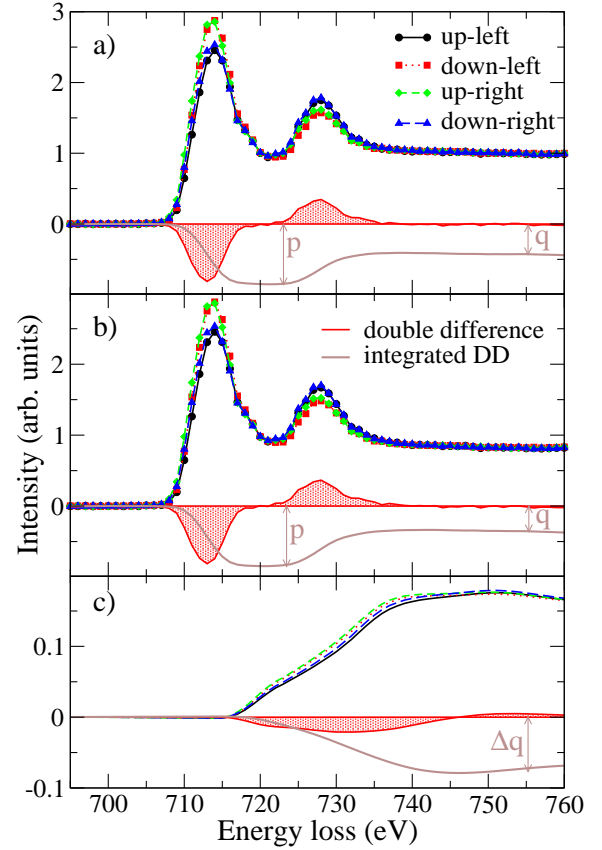 3
a)
up-left
down-left
up-right
down-right
2
1
0
p
q
b)
double difference
integrated DD
2
1
0
p
q
Intensity (arb. units)
c)
0.1
0
Δq
-0.1
700 710 720 730 740 750 760
Energy loss (eV)